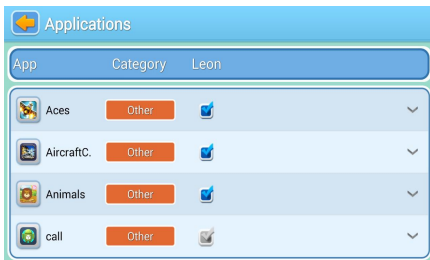 Applications
App Category Leon
Aces Other
AircraftC. Other
Animals Other
call Other